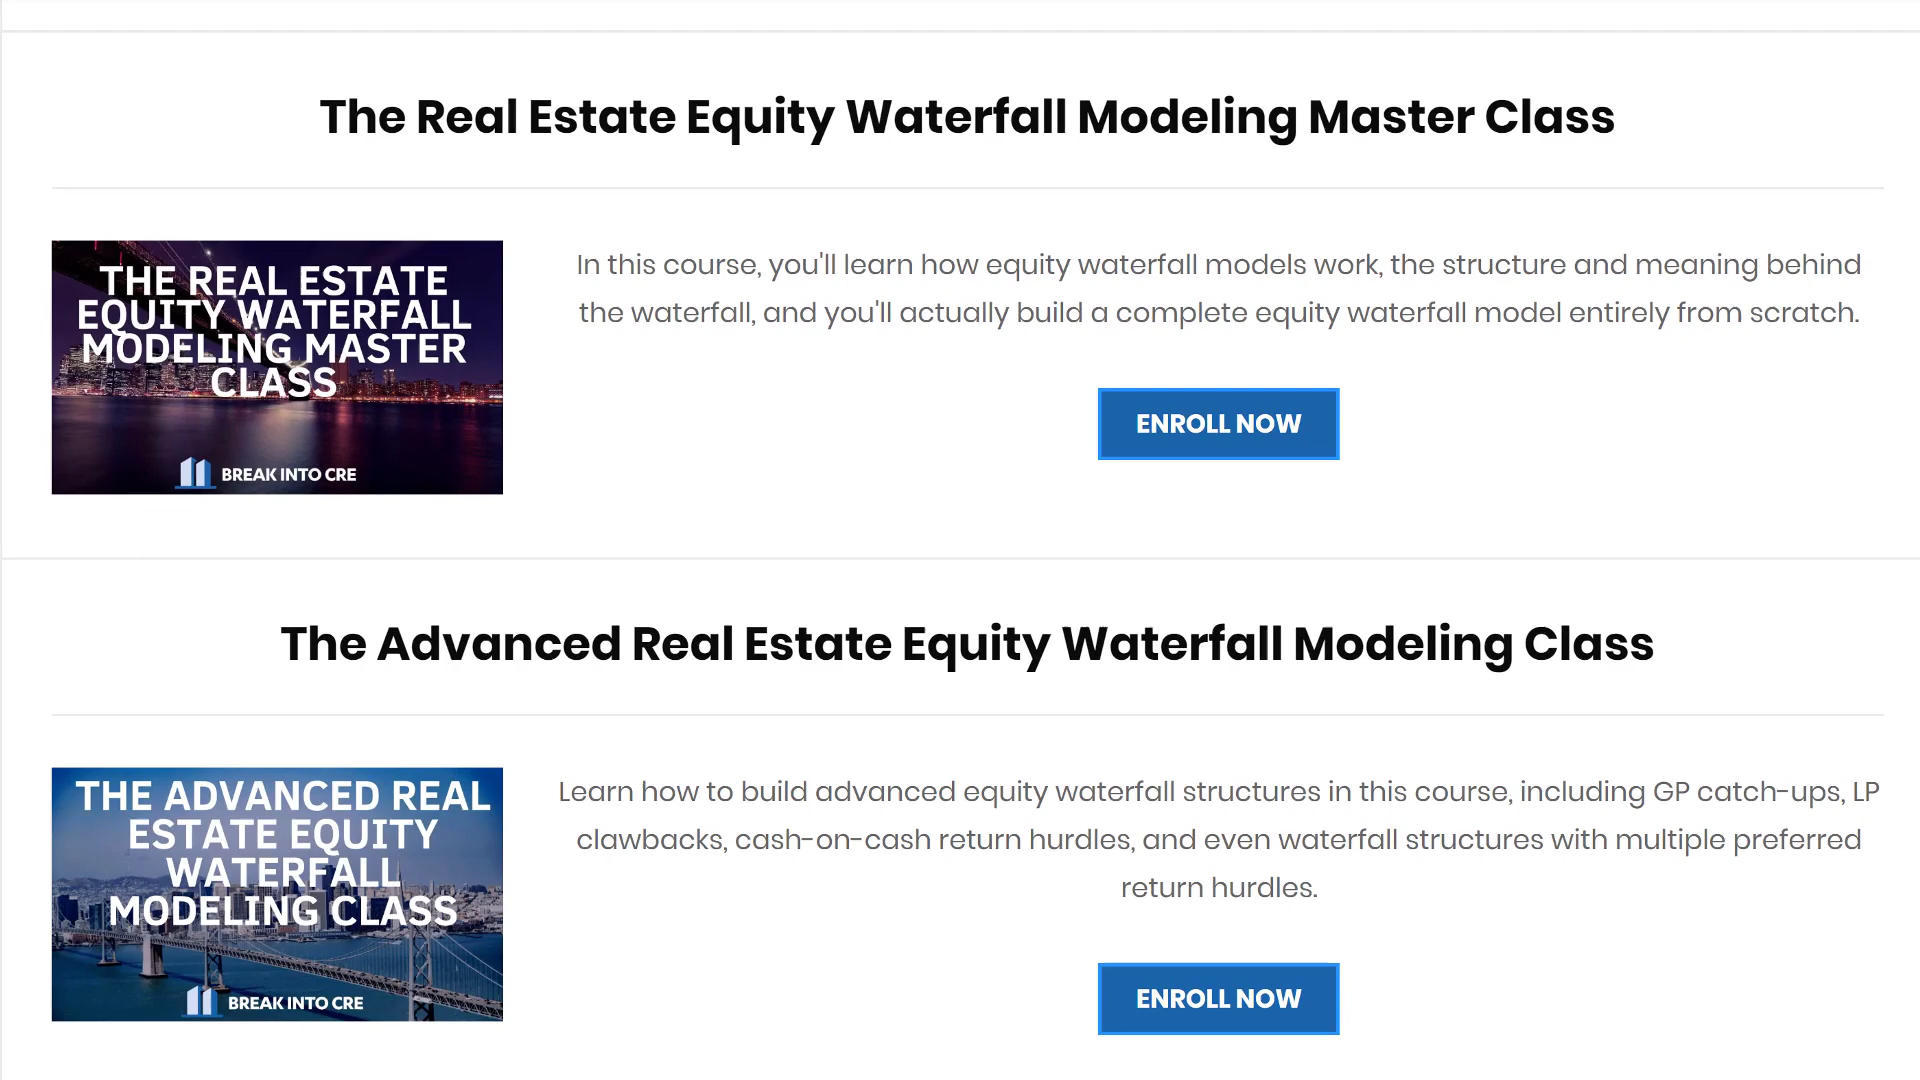 The Real Estate Equity Waterfall Modeling Master Class
THE REAL ESTATE
EQUITY WATERFALL
MODELING MASTER
CLASS
BREAK INTO CRE
In this course, you'll learn how equity waterfall models work, the structure and meaning behind
the waterfall, and you'll actually build a complete equity waterfall model entirely from scratch.
ENROLL NOW
The Advanced Real Estate Equity Waterfall Modeling Class
THE ADVANCED REAL
ESTATE EQUITY
WATERFALL
MODELING CLASS
BREAK INTO CRE
Learn how to build advanced equity waterfall structures in this course, including GP catch-ups, LP
clawbacks, cash-on-cash return hurdles, and even waterfall structures with multiple preferred
return hurdles.
ENROLL NOW